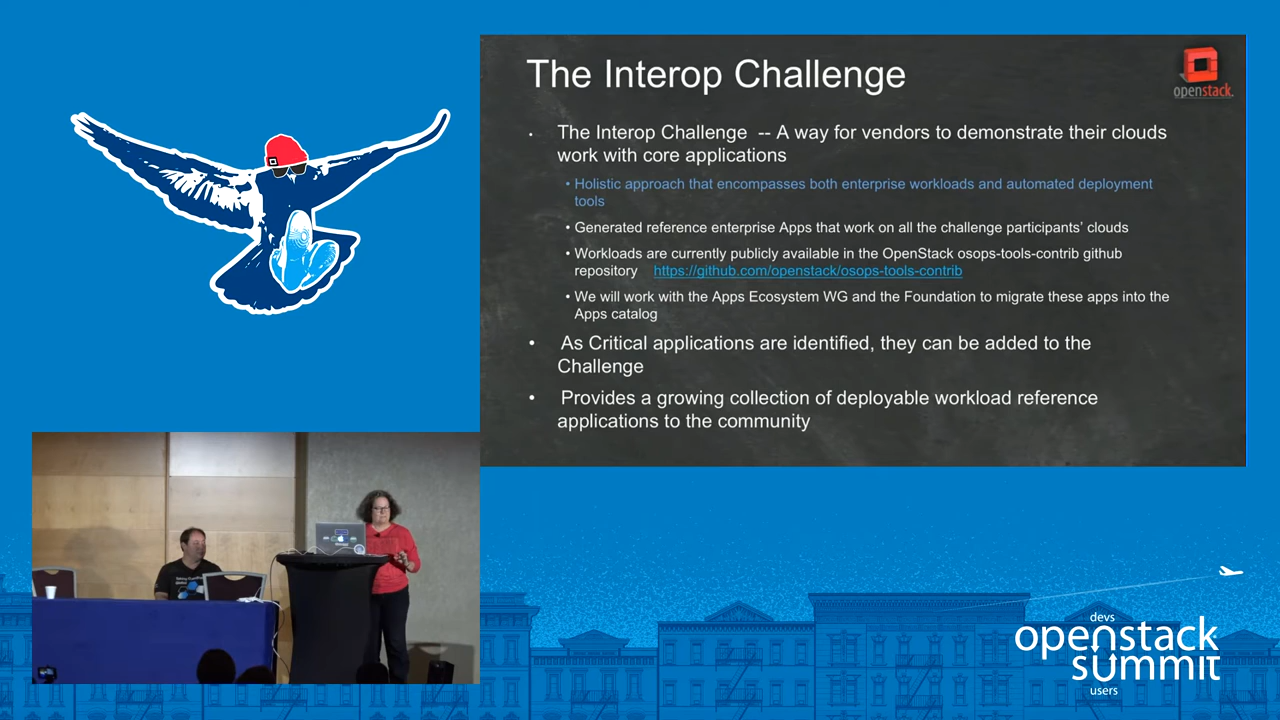 The Interop Challenge
openstack.
• The Interop Challenge -- A way for vendors to demonstrate their clouds
work with core applications
• Holistic approach that encompasses both enterprise workloads and automated deployment
tools
• Generated reference enterprise Apps that work on all the challenge participants' clouds
• Workloads are currently publicly available in the OpenStack osops-tools-contrib github
repository https://github.com/openstack/osops-tools-contrib
• We will work with the Apps Ecosystem WG and the Foundation to migrate these apps into the
Apps catalog
• As Critical applications are identified, they can be added to the
Challenge
• Provides a growing collection of deployable workload reference
applications to the community
devs
openstack
summit
users